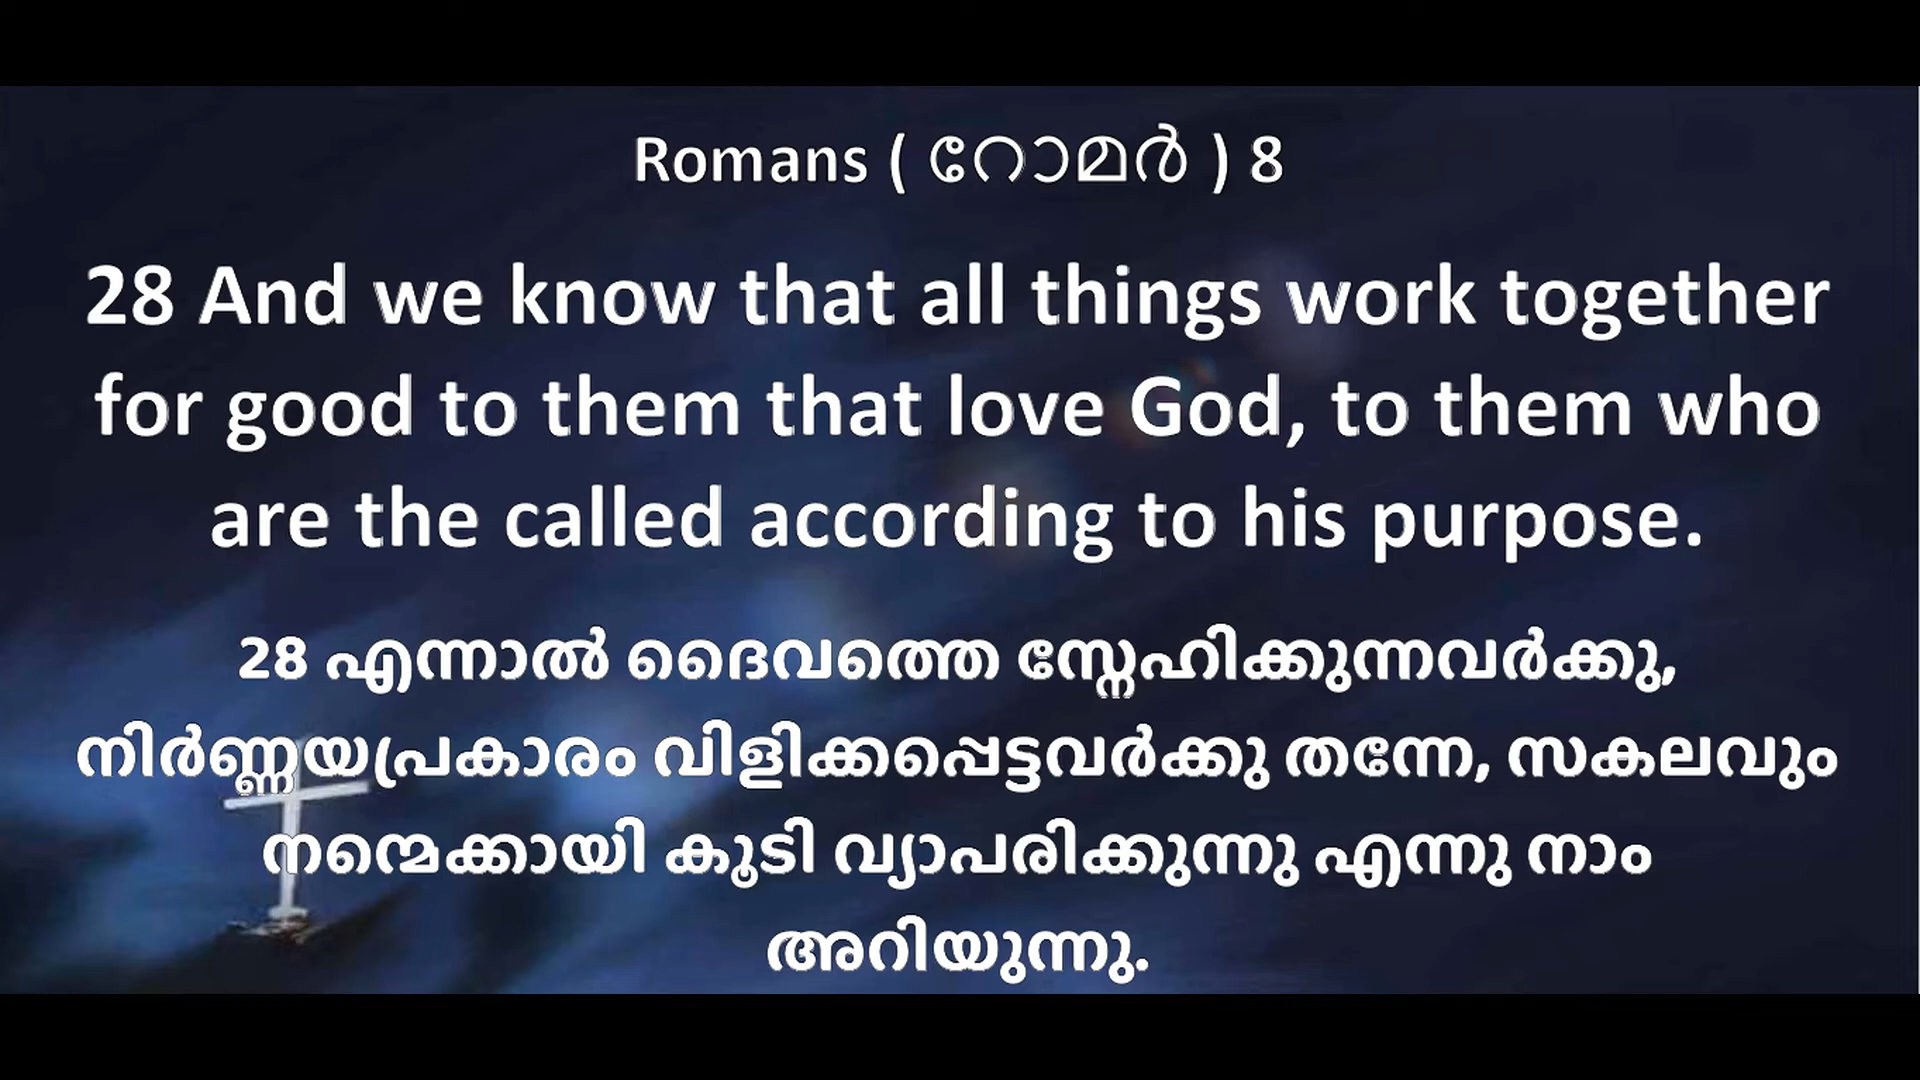 Romans ( റോമർ ) 8
28 And we know that all things work together
for good to them that love God, to them who
are the called according to his purpose.
28 എന്നാൽ ദൈവത്തെ സ്നേഹിക്കുന്നവർക്കു,
നിർണ്ണയപ്രകാരം വിളിക്കപ്പെട്ടവർക്കു തന്നേ, സകലവും
നന്മെക്കായി കൂടി വ്യാപരിക്കുന്നു എന്നു നാം
അറിയുന്നു.